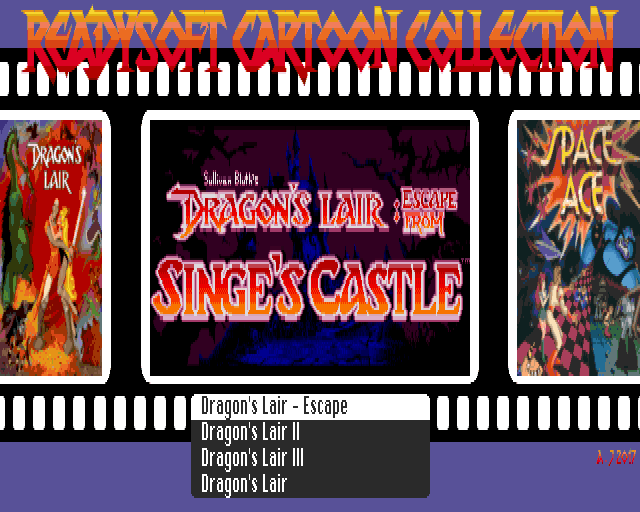 READYSOFT CARTOON COLLECTION
DRAGON'S
LAIR
Sullivan Bluth's
DRAGON'S LAIR : ESCAPE
FROM
SINGE'S CASTLE
SPACE
ACE
Dragon's Lair - Escape
Dragon's Lair II
Dragon's Lair III
Dragon's Lair